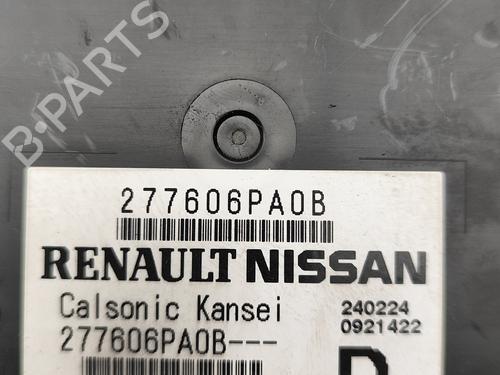 B-PARTS
277606PA0B
RENAULT NISSAN
Calsonic Kansei
240224
277606PA0B---
0921422